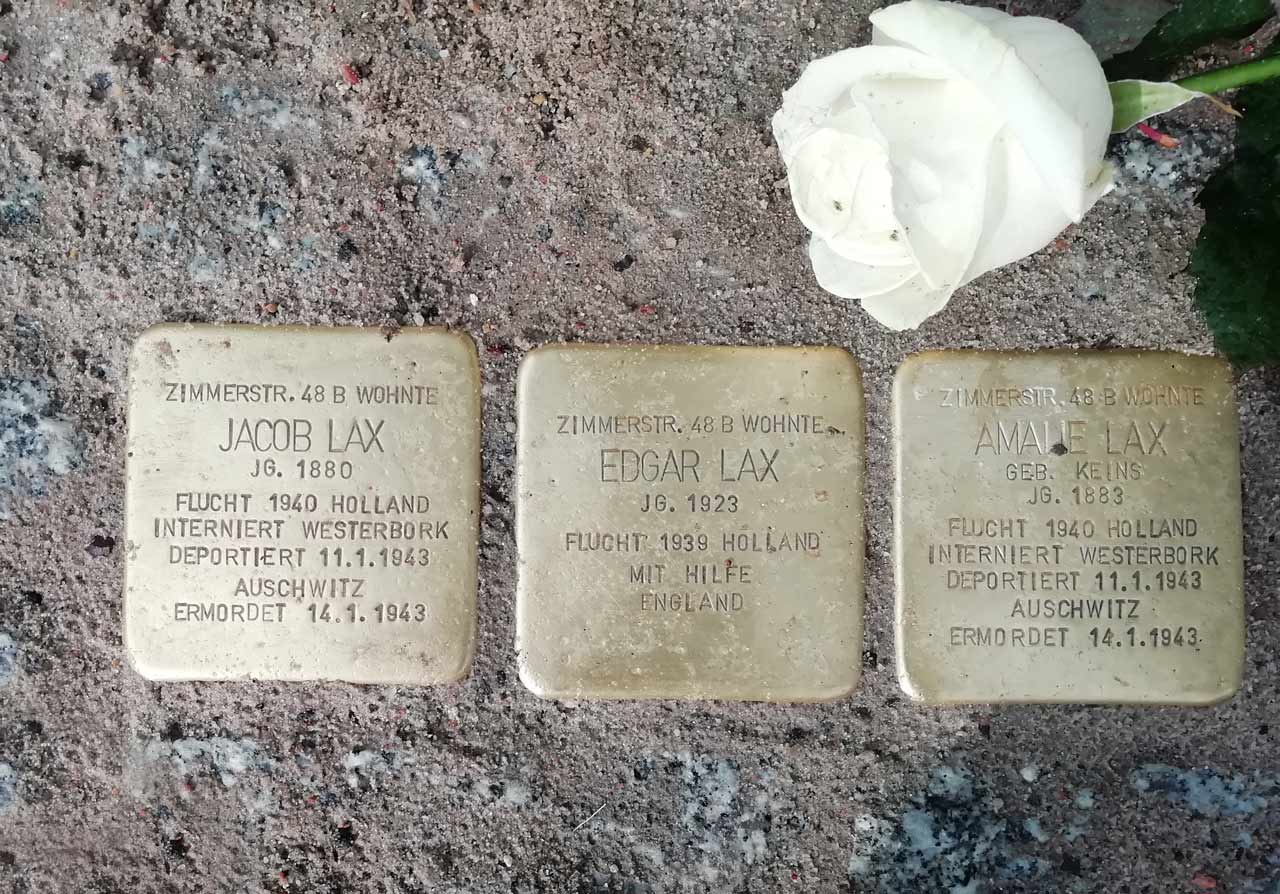 ZIMMERSTR. 48 B WOHNTE
JACOB LAX
JG. 1880
FLUCHT 1940 HOLLAND
INTERNIERT WESTERBORK
DEPORTIERT 11.1.1943
AUSCHWITZ
ERMORDET 14.1.1943
ZIMMERSTR. 48 B WOHNTE
EDGAR LAX
JG. 1923
FLUCHT 1939 HOLLAND
MIT HILFE
ENGLAND
ZIMMERSTR. 48 B WOHNTE
AMALIE LAX
GEB. KEINS
JG. 1883
FLUCHT 1940 HOLLAND
INTERNIERT WESTERBORK
DEPORTIERT 11.1.1943
AUSCHWITZ
ERMORDET 14.1.1943